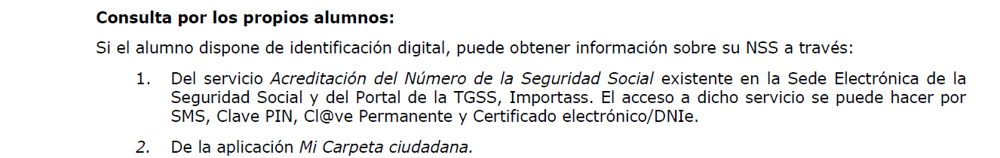 Consulta por los propios alumnos:
Si el alumno dispone de identificación digital, puede obtener información sobre su NSS a través:
1. Del servicio Acreditación del Número de la Seguridad Social existente en la Sede Electrónica de la
Seguridad Social y del Portal de la TGSS, Importass. El acceso a dicho servicio se puede hacer por
SMS, Clave PIN, Cl@ve Permanente y Certificado electrónico/DNIe.
2. De la aplicación Mi Carpeta ciudadana.